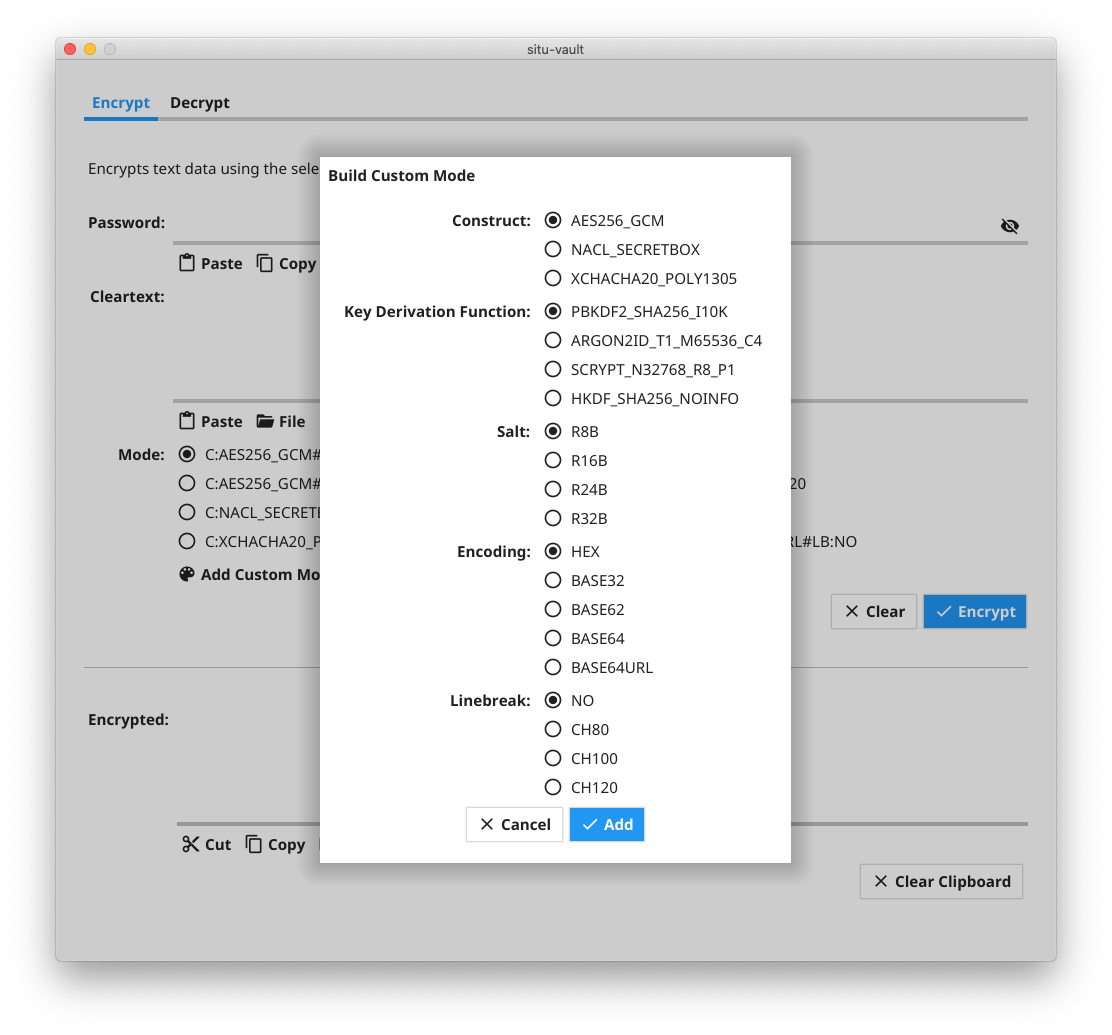 situ-vault
Encrypt Decrypt
Encrypts text data using the sele
Build Custom Mode
Password:
Paste Copy
Cleartext:
Paste File
Mode:
C:AES256_GCM#
C:AES256_GCM# 20
C:NACL_SECRET
C:XCHACHA20_P RL#LB:NO
Add Custom Mo
Construct: AES256_GCM
NACL_SECRETBOX
XCHACHA20_POLY1305
Key Derivation Function: PBKDF2_SHA256_I10K
ARGON2ID_T1_M65536_C4
SCRYPT_N32768_R8_P1
HKDF_SHA256_NOINFO
Salt: R8B
R16B
R24B
R32B
Encoding: HEX
BASE32
BASE62
BASE64
BASE64URL
Linebreak: NO
CH80
CH100
CH120
Cancel Add
Clear Encrypt
Encrypted:
Cut Copy
Clear Clipboard